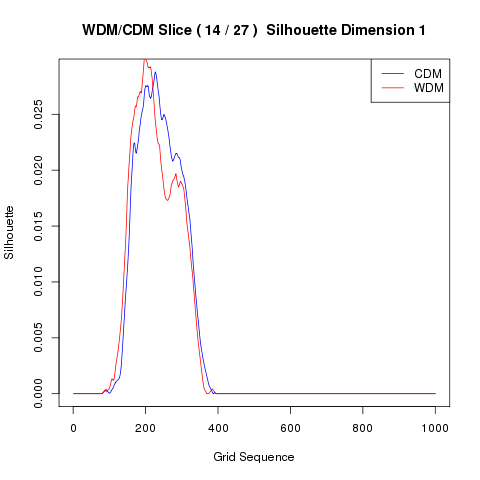 WDM/CDM Slice ( 14 / 27 )  Silhouette Dimension 1
CDM
WDM
Silhouette
0.025
0.020
0.015
0.010
0.005
0.000
0 200 400 600 800 1000
Grid Sequence